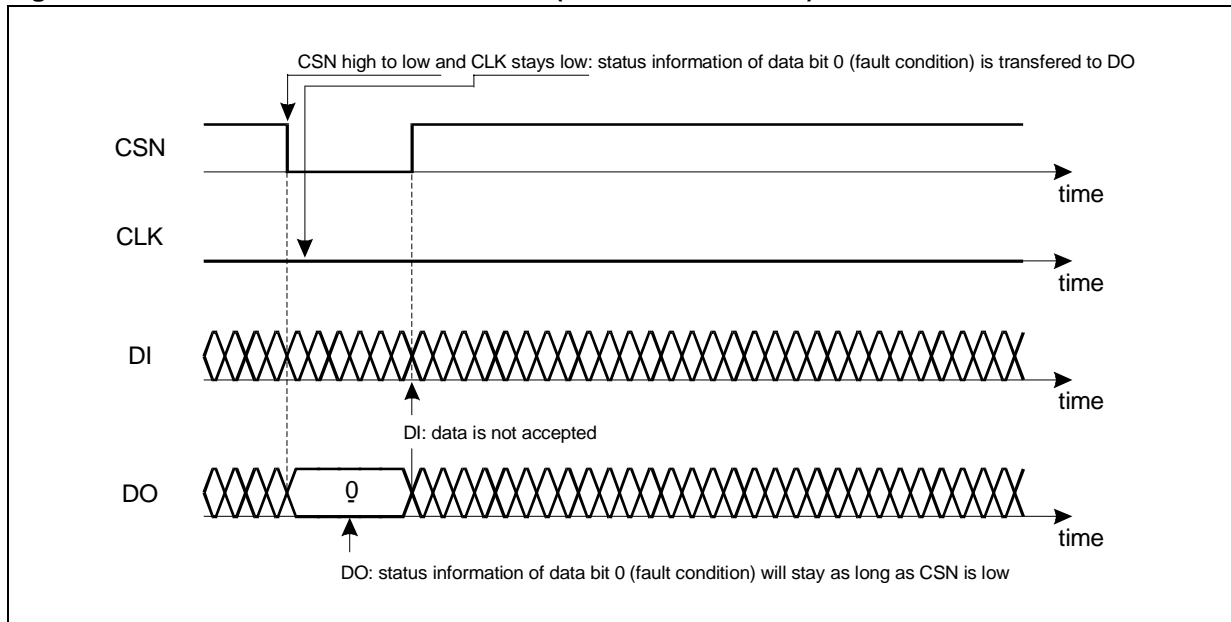 CSN high to low and CLK stays low: status information of data bit 0 (fault condition) is transfered to DO
CSN
time
CLK
time
DI
time
DI: data is not accepted
DO
0
time
DO: status information of data bit 0 (fault condition) will stay as long as CSN is low